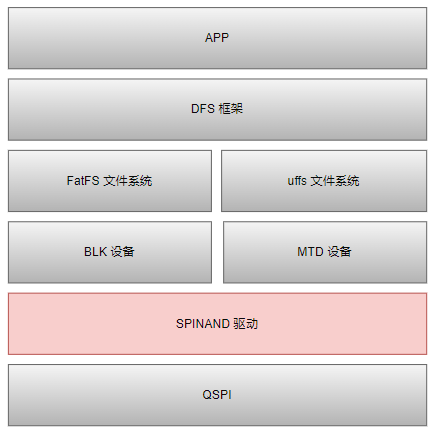 APP
DFS 框架
FatFS 文件系统
uffs 文件系统
BLK 设备
MTD 设备
SPINAND 驱动
QSPI